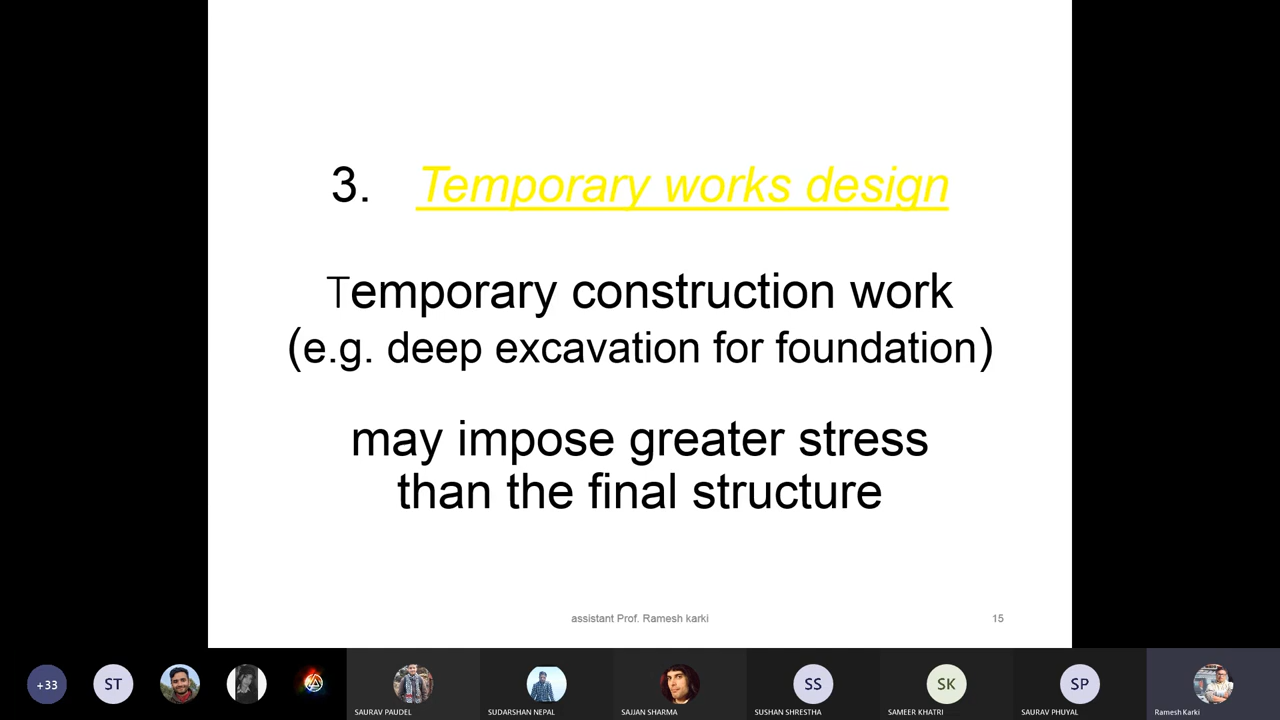 3. Temporary works design
Temporary construction work
(e.g. deep excavation for foundation)
may impose greater stress
than the final structure
assistant Prof. Ramesh karki
15
+33
ST
SS
SK
SP
SAURAV PAUDEL
SUDARSHAN NEPAL
SAJJAN SHARMA
SUSHAN SHRESTHA
SAMEER KHATRI
SAURAV PHUYAL
Ramesh Karki